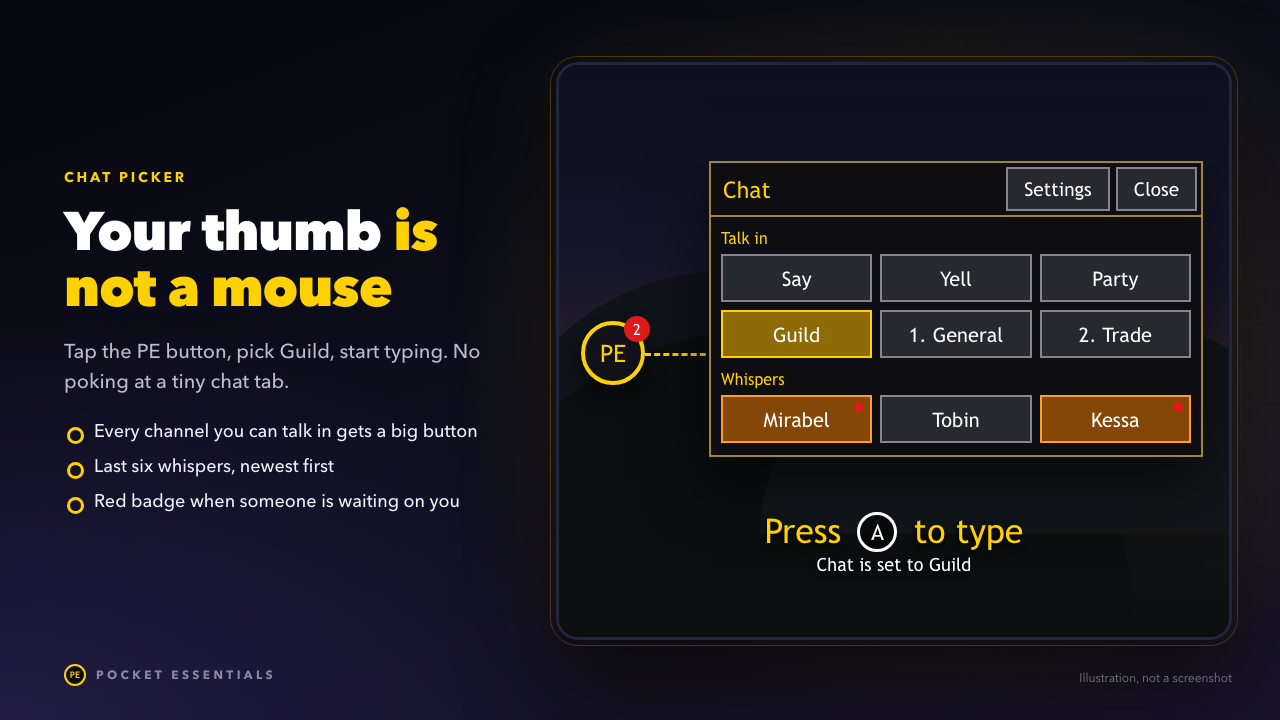 CHAT PICKER
Your thumb is
not a mouse
Tap the PE button, pick Guild, start typing. No
poking at a tiny chat tab.
Every channel you can talk in gets a big button
Last six whispers, newest first
Red badge when someone is waiting on you
PE POCKET ESSENTIALS
PE 2
Chat Settings Close
Talk in
Say Yell Party
Guild 1. General 2. Trade
Whispers
Mirabel Tobin Kessa
Press A to type
Chat is set to Guild
Illustration, not a screenshot